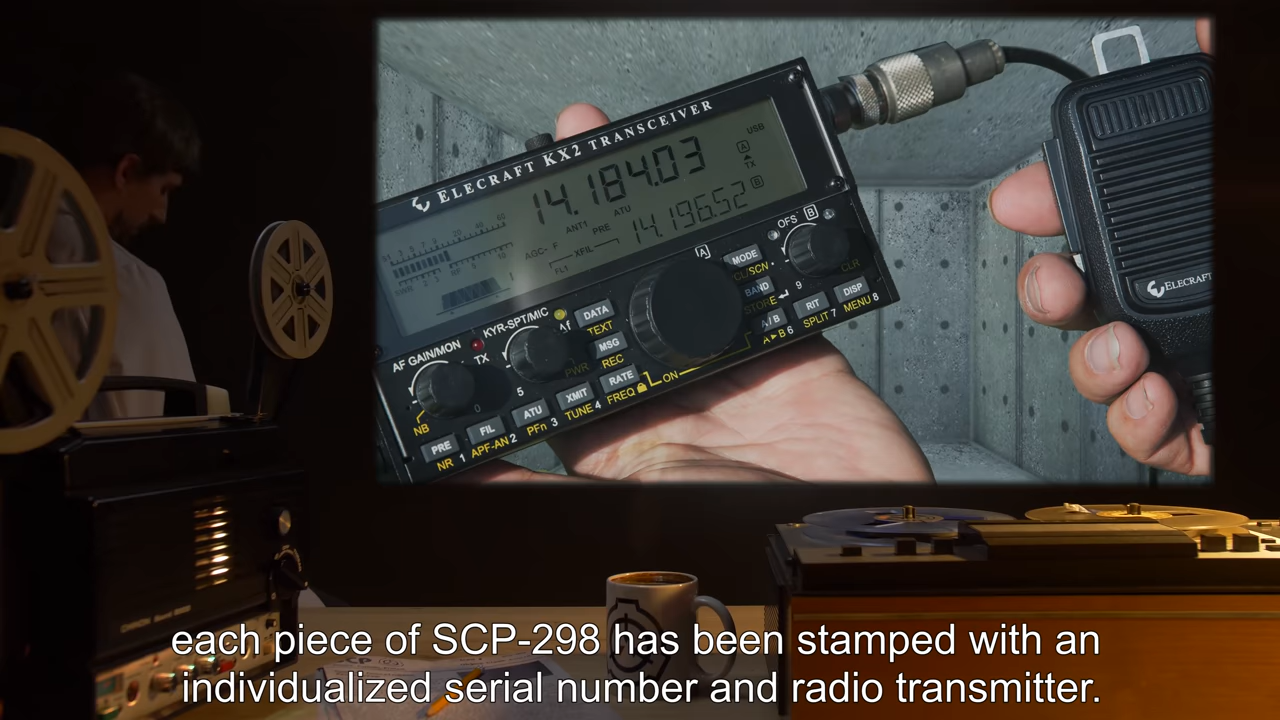 ELECRAFT KX2 TRANSCEIVER
14.184.03
14.196.52
USB
A
TX
B
ANT1
ATU
AGC-F
XFIL
PRE
FL1
AF GAIN/MON
KYR-SPT/MIC
TX
NB
5
PWR
DATA
TEXT
MSG
REC
RATE
FREQ
ON
PRE
NR 1
FIL
APF-AN 2
ATU
PFn 3
XMIT
TUNE 4
A
MODE
BAND
STORE
A/B
A▸B 6
RIT
SPLIT 7
DISP
MENU 8
OFS B
9
CLR
ELECRAFT
each piece of SCP-298 has been stamped with an
individualized serial number and radio transmitter.